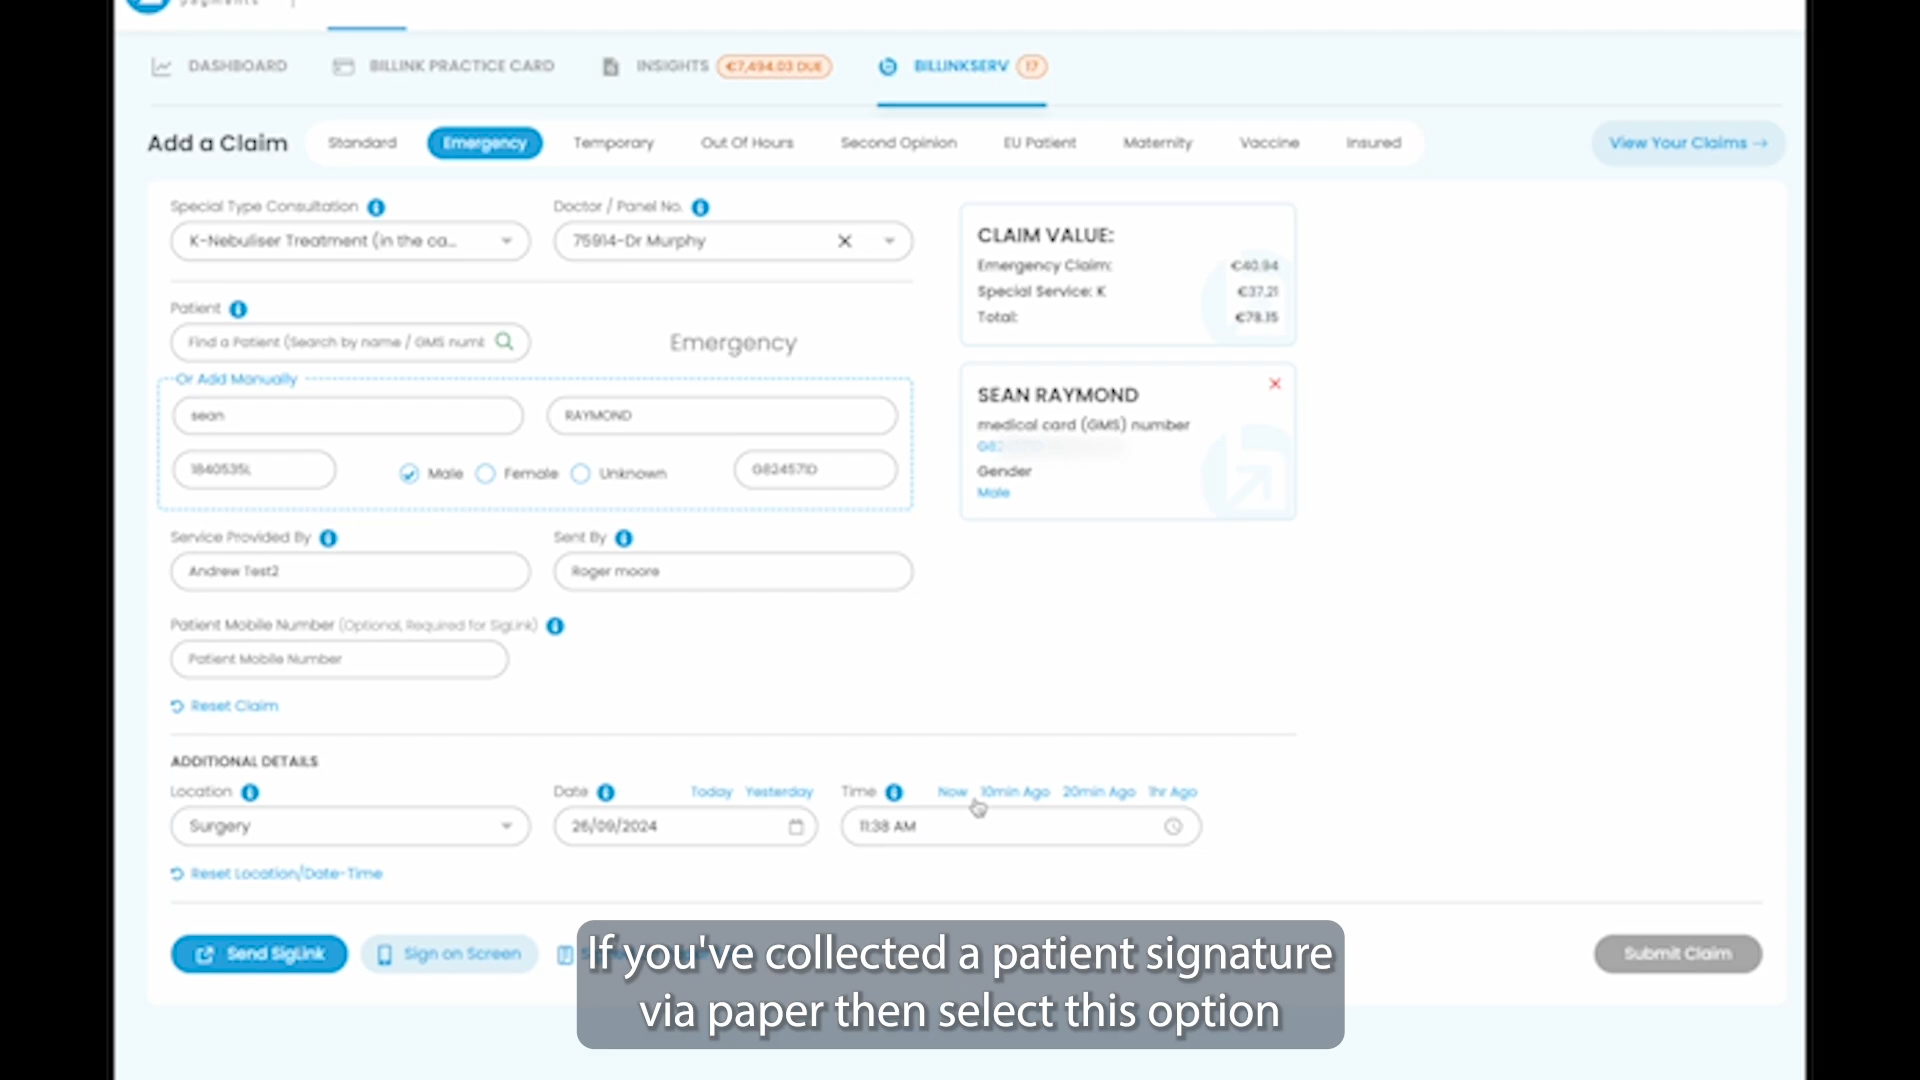 payments
DASHBOARD BILLINK PRACTICE CARD INSIGHTS €7,494.03 DUE BILLINKSERV 17
Add a Claim Standard Emergency Temporary Out Of Hours Second Opinion EU Patient Maternity Vaccine Insured View Your Claims →
Special Type Consultation Doctor / Panel No.
K-Nebuliser Treatment (in the ca... 75914-Dr Murphy
CLAIM VALUE:
Emergency Claim: €40.94
Special Service: K €37.21
Total: €78.15
Patient
Find a Patient (Search by name / GMS numb Emergency
Or Add Manually
sean RAYMOND
1840535L Male Female Unknown G824571D
SEAN RAYMOND
medical card (GMS) number
G82
Gender
Male
Service Provided By Sent By
Andrew Test2 Roger moore
Patient Mobile Number (Optional, Required for SigLink)
Patient Mobile Number
Reset Claim
ADDITIONAL DETAILS
Location Date Today Yesterday Time Now 10min Ago 20min Ago 1hr Ago
Surgery 26/09/2024 11:38 AM
Reset Location/Date-Time
Send SigLink Sign on Screen Submit Claim
If you've collected a patient signature
via paper then select this option